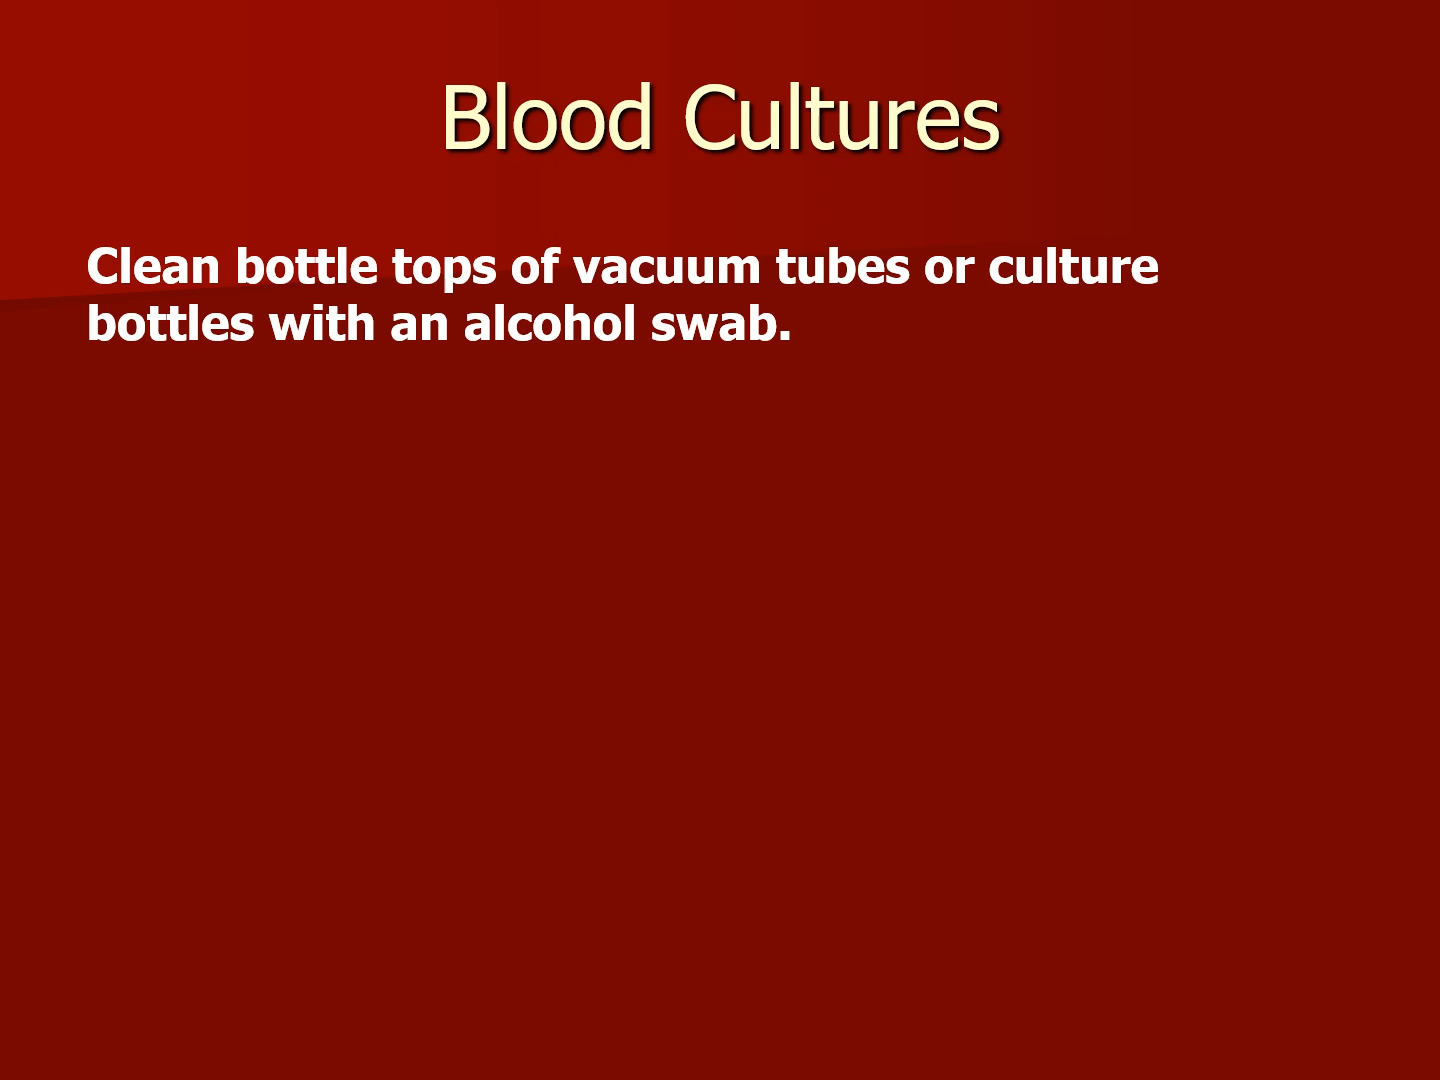 Blood Cultures
Clean bottle tops of vacuum tubes or culture
bottles with an alcohol swab.